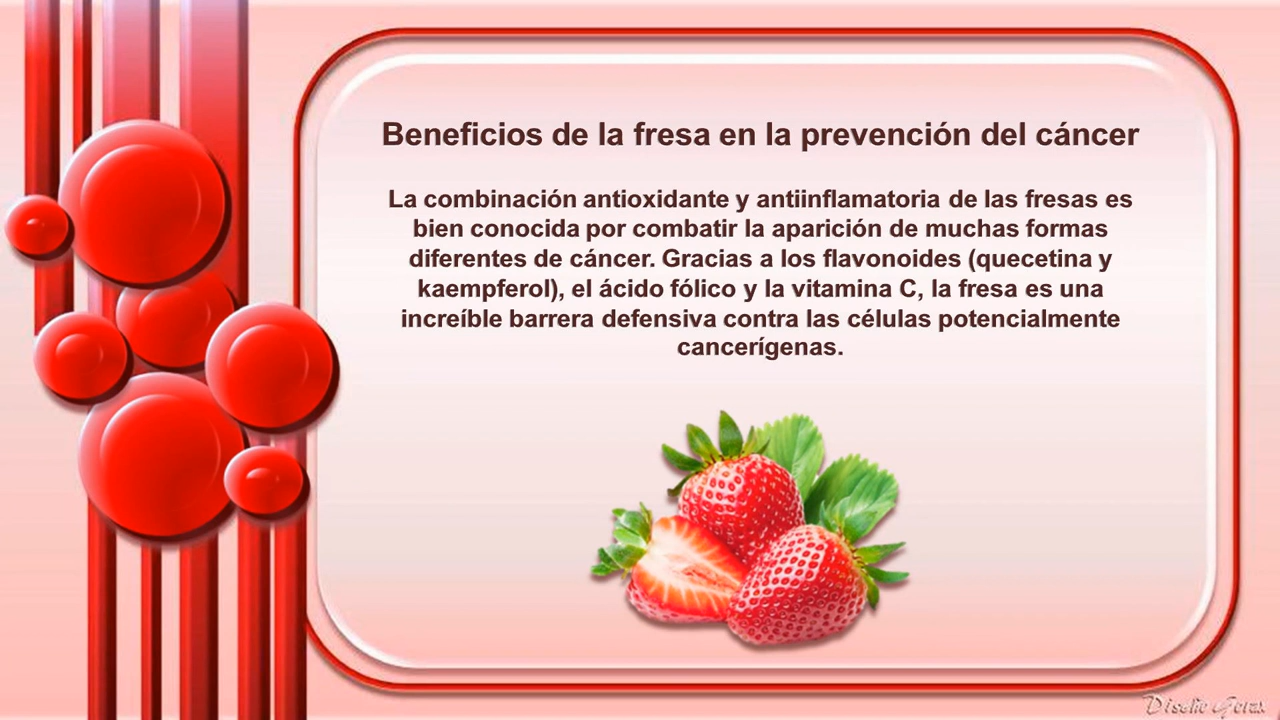 Beneficios de la fresa en la prevención del cáncer
La combinación antioxidante y antiinflamatoria de las fresas es
bien conocida por combatir la aparición de muchas formas
diferentes de cáncer. Gracias a los flavonoides (quecetina y
kaempferol), el ácido fólico y la vitamina C, la fresa es una
increíble barrera defensiva contra las células potencialmente
cancerígenas.
Diseño